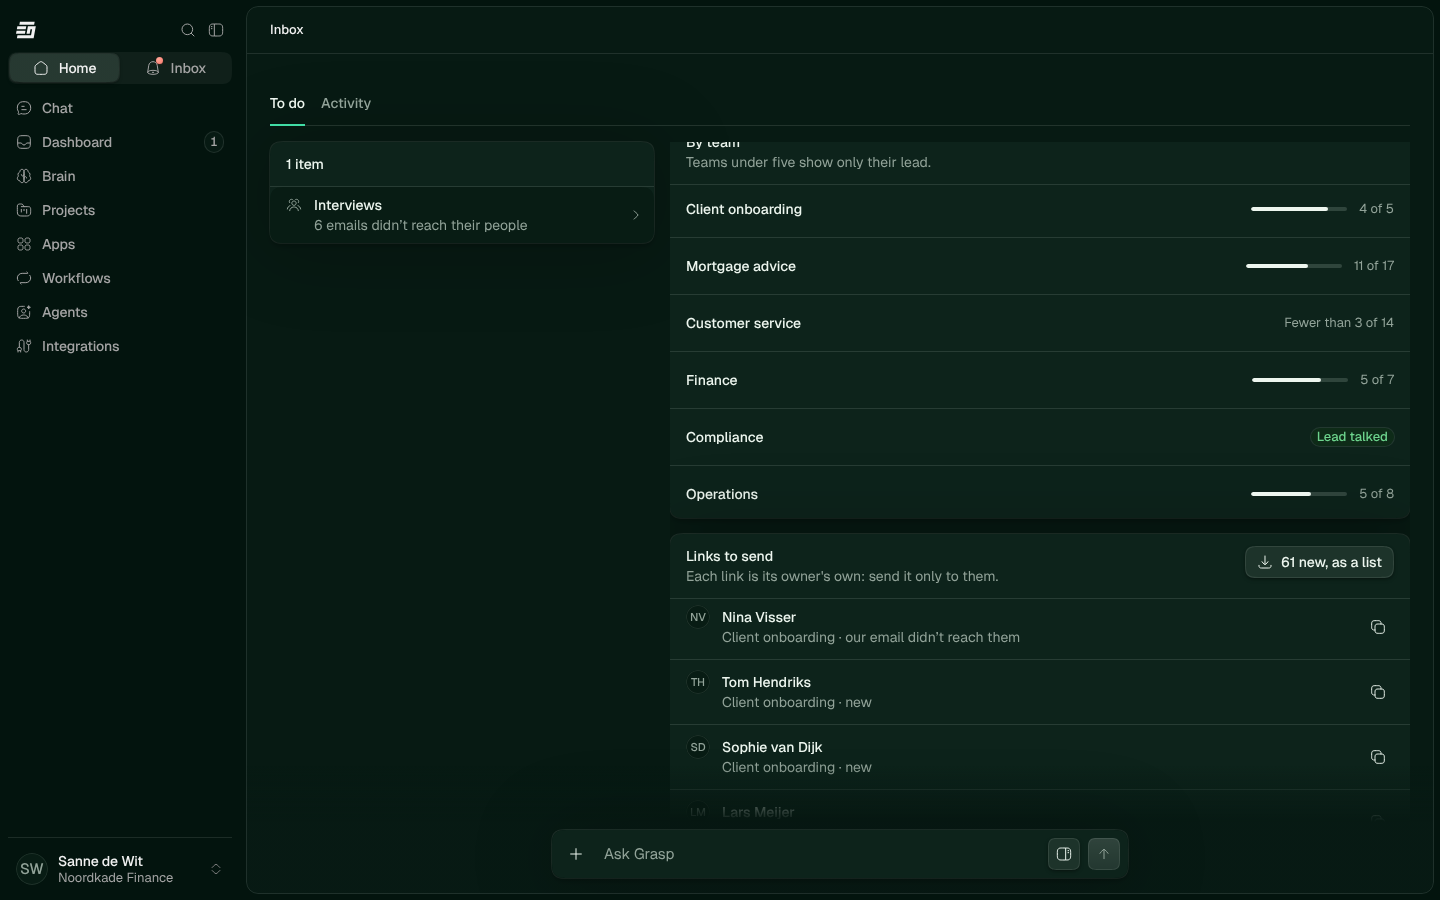 Inbox
Home
Inbox
Chat
Dashboard
1
Brain
Projects
Apps
Workflows
Agents
Integrations
Sanne de Wit
Noordkade Finance
SW
To do
Activity
1 item
Interviews
6 emails didn’t reach their people
By team
Teams under five show only their lead.
Client onboarding
4 of 5
Mortgage advice
11 of 17
Customer service
Fewer than 3 of 14
Finance
5 of 7
Compliance
Lead talked
Operations
5 of 8
Links to send
Each link is its owner's own: send it only to them.
61 new, as a list
NV
Nina Visser
Client onboarding · our email didn’t reach them
TH
Tom Hendriks
Client onboarding · new
SD
Sophie van Dijk
Client onboarding · new
LM
Lars Meijer
Ask Grasp